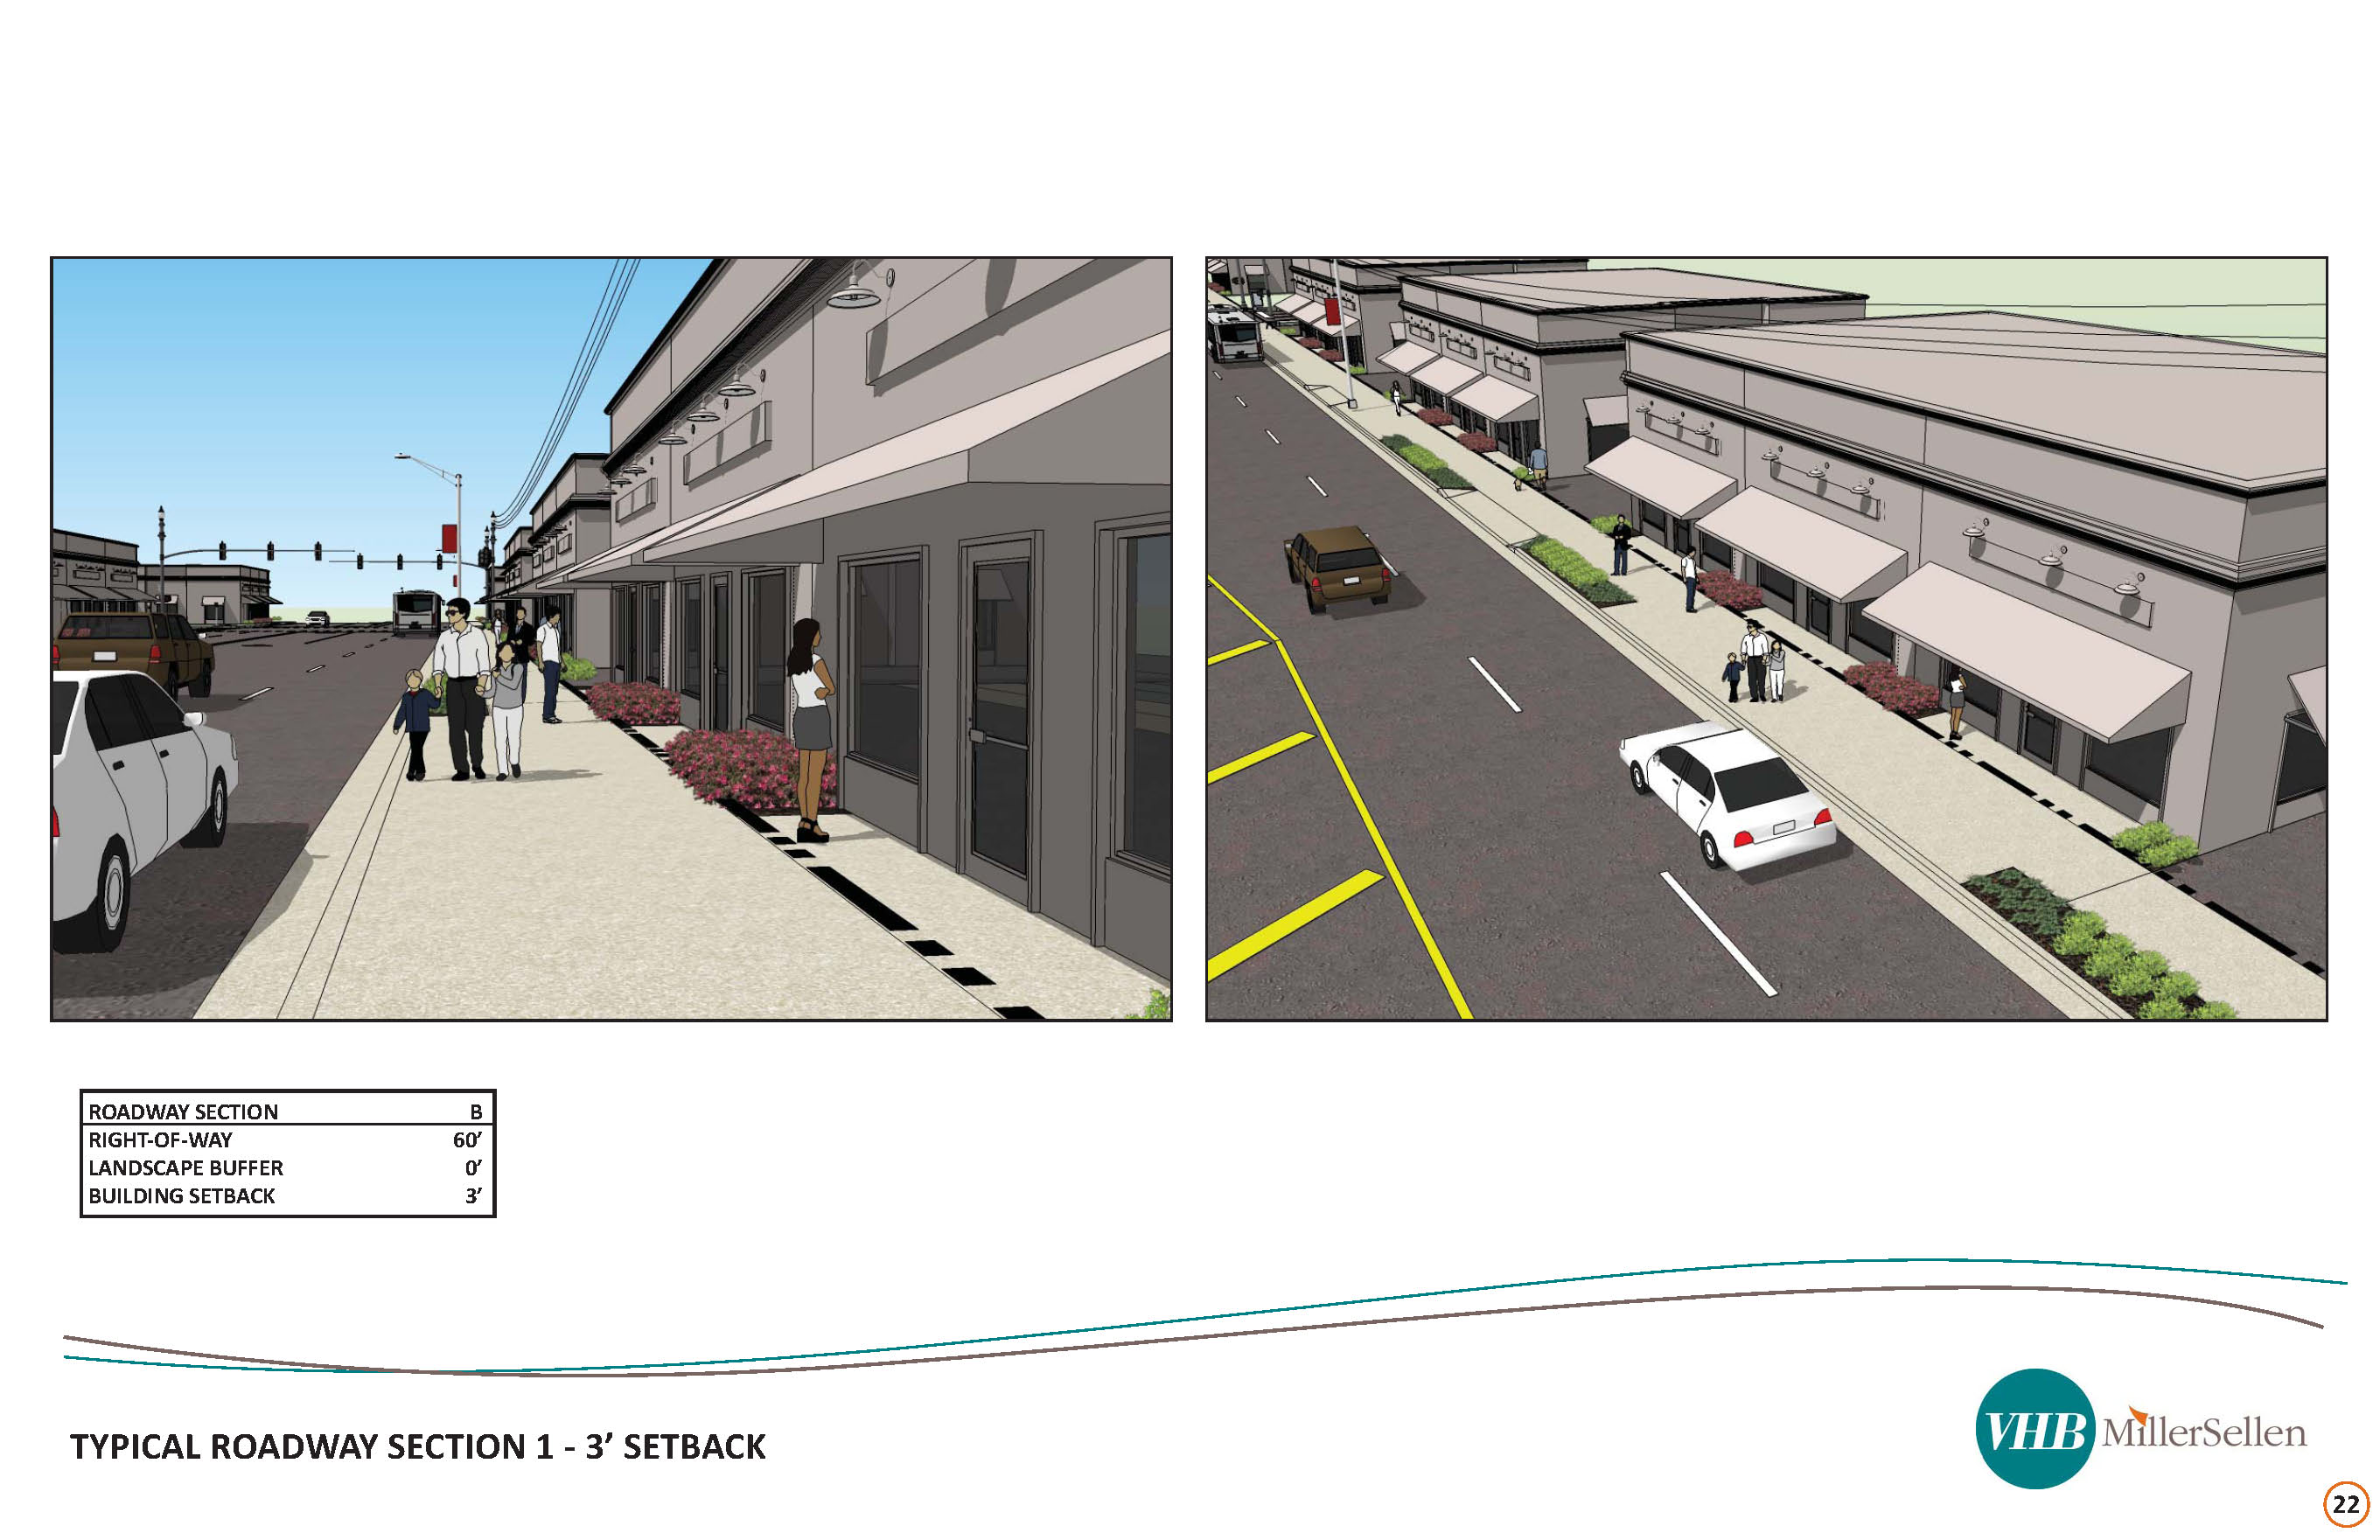 ROADWAY SECTION B
RIGHT-OF-WAY 60’
LANDSCAPE BUFFER 0’
BUILDING SETBACK 3’
TYPICAL ROADWAY SECTION 1 - 3’ SETBACK
VHB MillerSellen
22